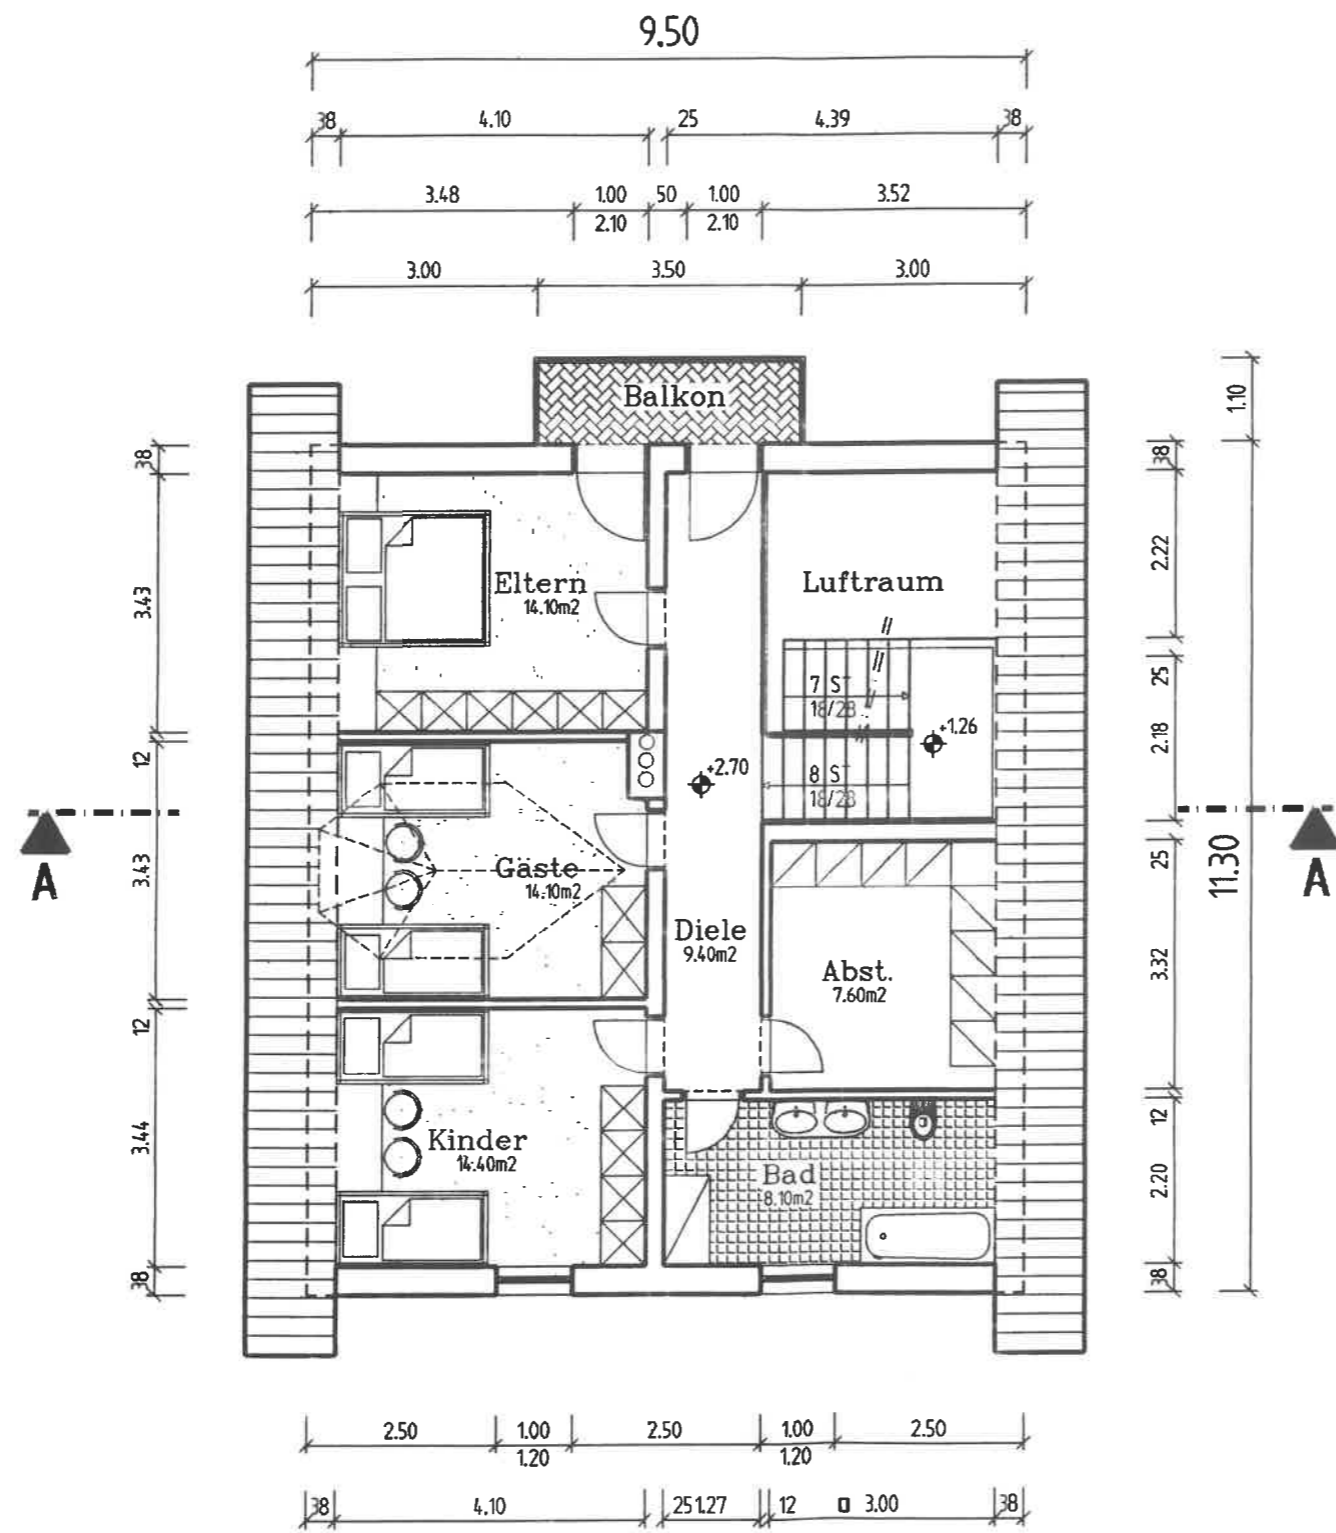 9.50
38 4.10 25 4.39 38
3.48 1.00 50 1.00 3.52
2.10 2.10
3.00 3.50 3.00
Balkon
1.10
38
38
3.43
2.22
Eltern
14.10m2
Luftraum
7 ST
18/28
25
+1.26
2.18
12
+2.70
8 ST
18/28
A
A
3.43
25
11.30
Gäste
14.10m2
Diele
9.40m2
Abst.
7.60m2
3.32
12
12
3.44
Kinder
14.40m2
Bad
8.10m2
2.20
38
38
2.50 1.00 2.50 1.00 2.50
1.20 1.20
38 4.10 25 1.27 12 3.00 38